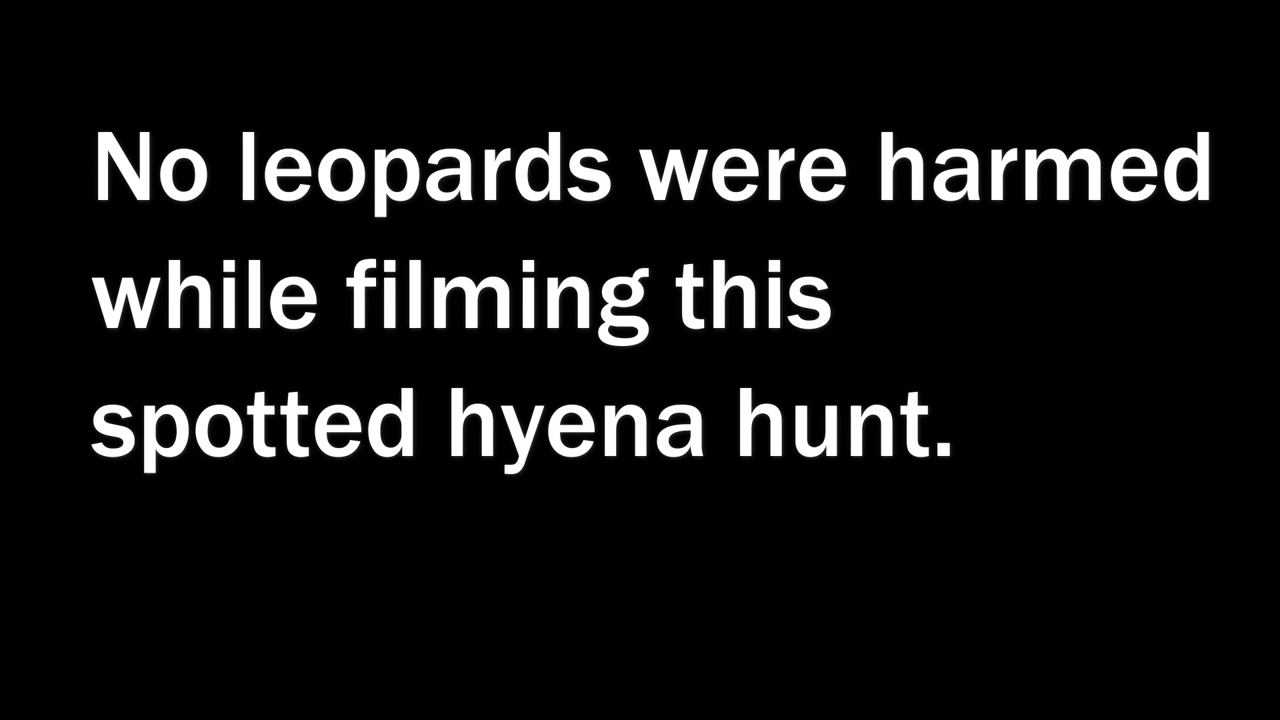 No leopards were harmed
while filming this
spotted hyena hunt.